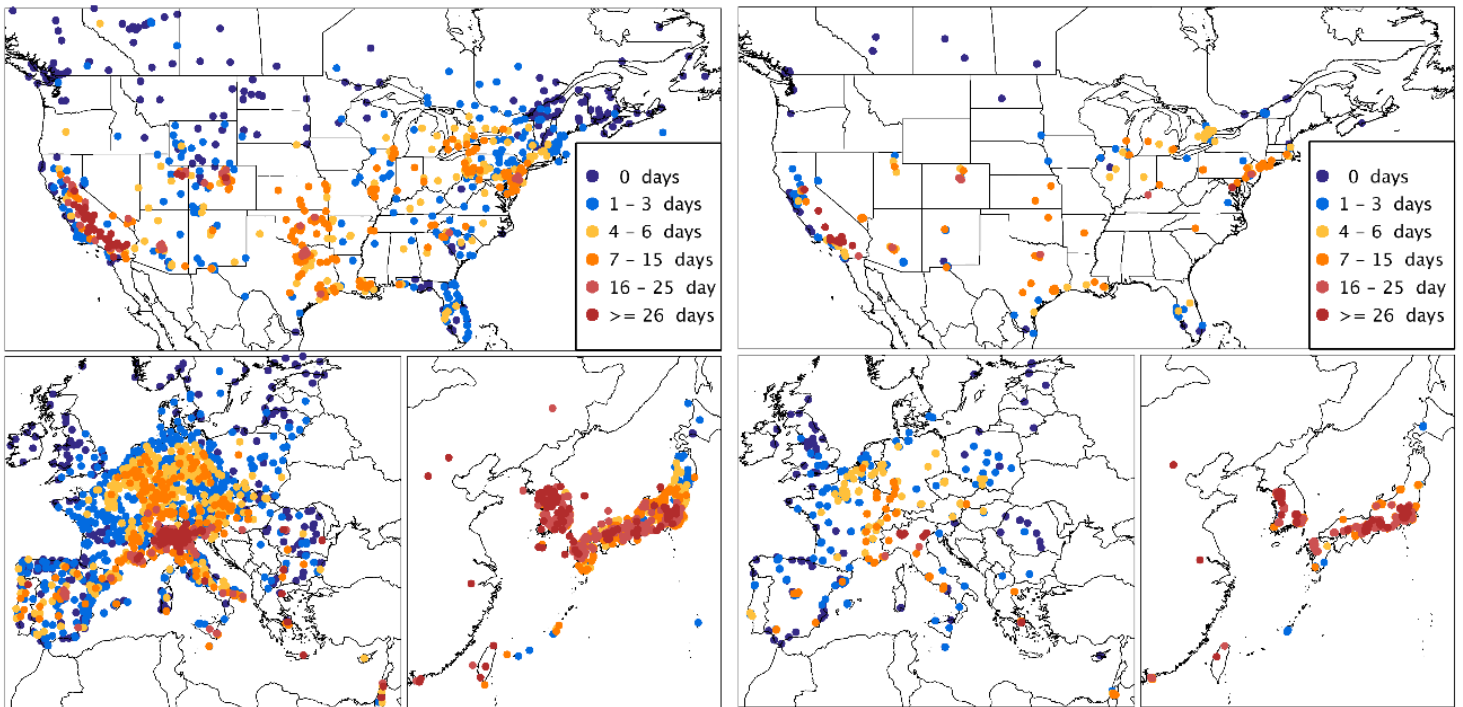 0 days
1 – 3 days
4 – 6 days
7 – 15 days
16 – 25 day
>= 26 days
0 days
1 – 3 days
4 – 6 days
7 – 15 days
16 – 25 day
>= 26 days